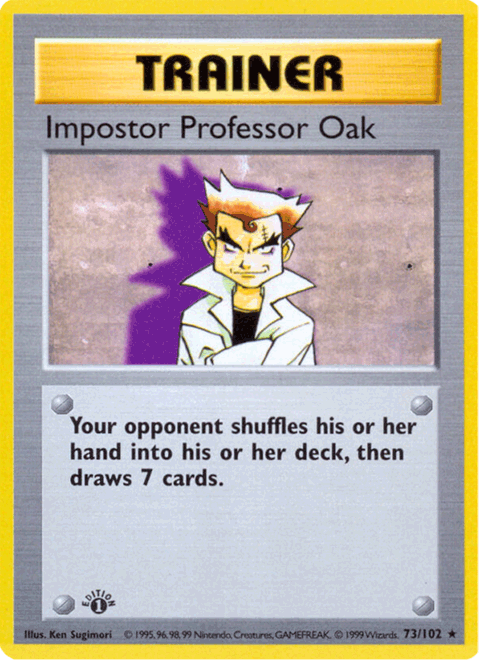 TRAINER
Impostor Professor Oak
Your opponent shuffles his or her
hand into his or her deck, then
draws 7 cards.
EDITION
1
Illus. Ken Sugimori © 1995, 96, 98, 99 Nintendo, Creatures, GAMEFREAK. © 1999 Wizards. 73/102 ★